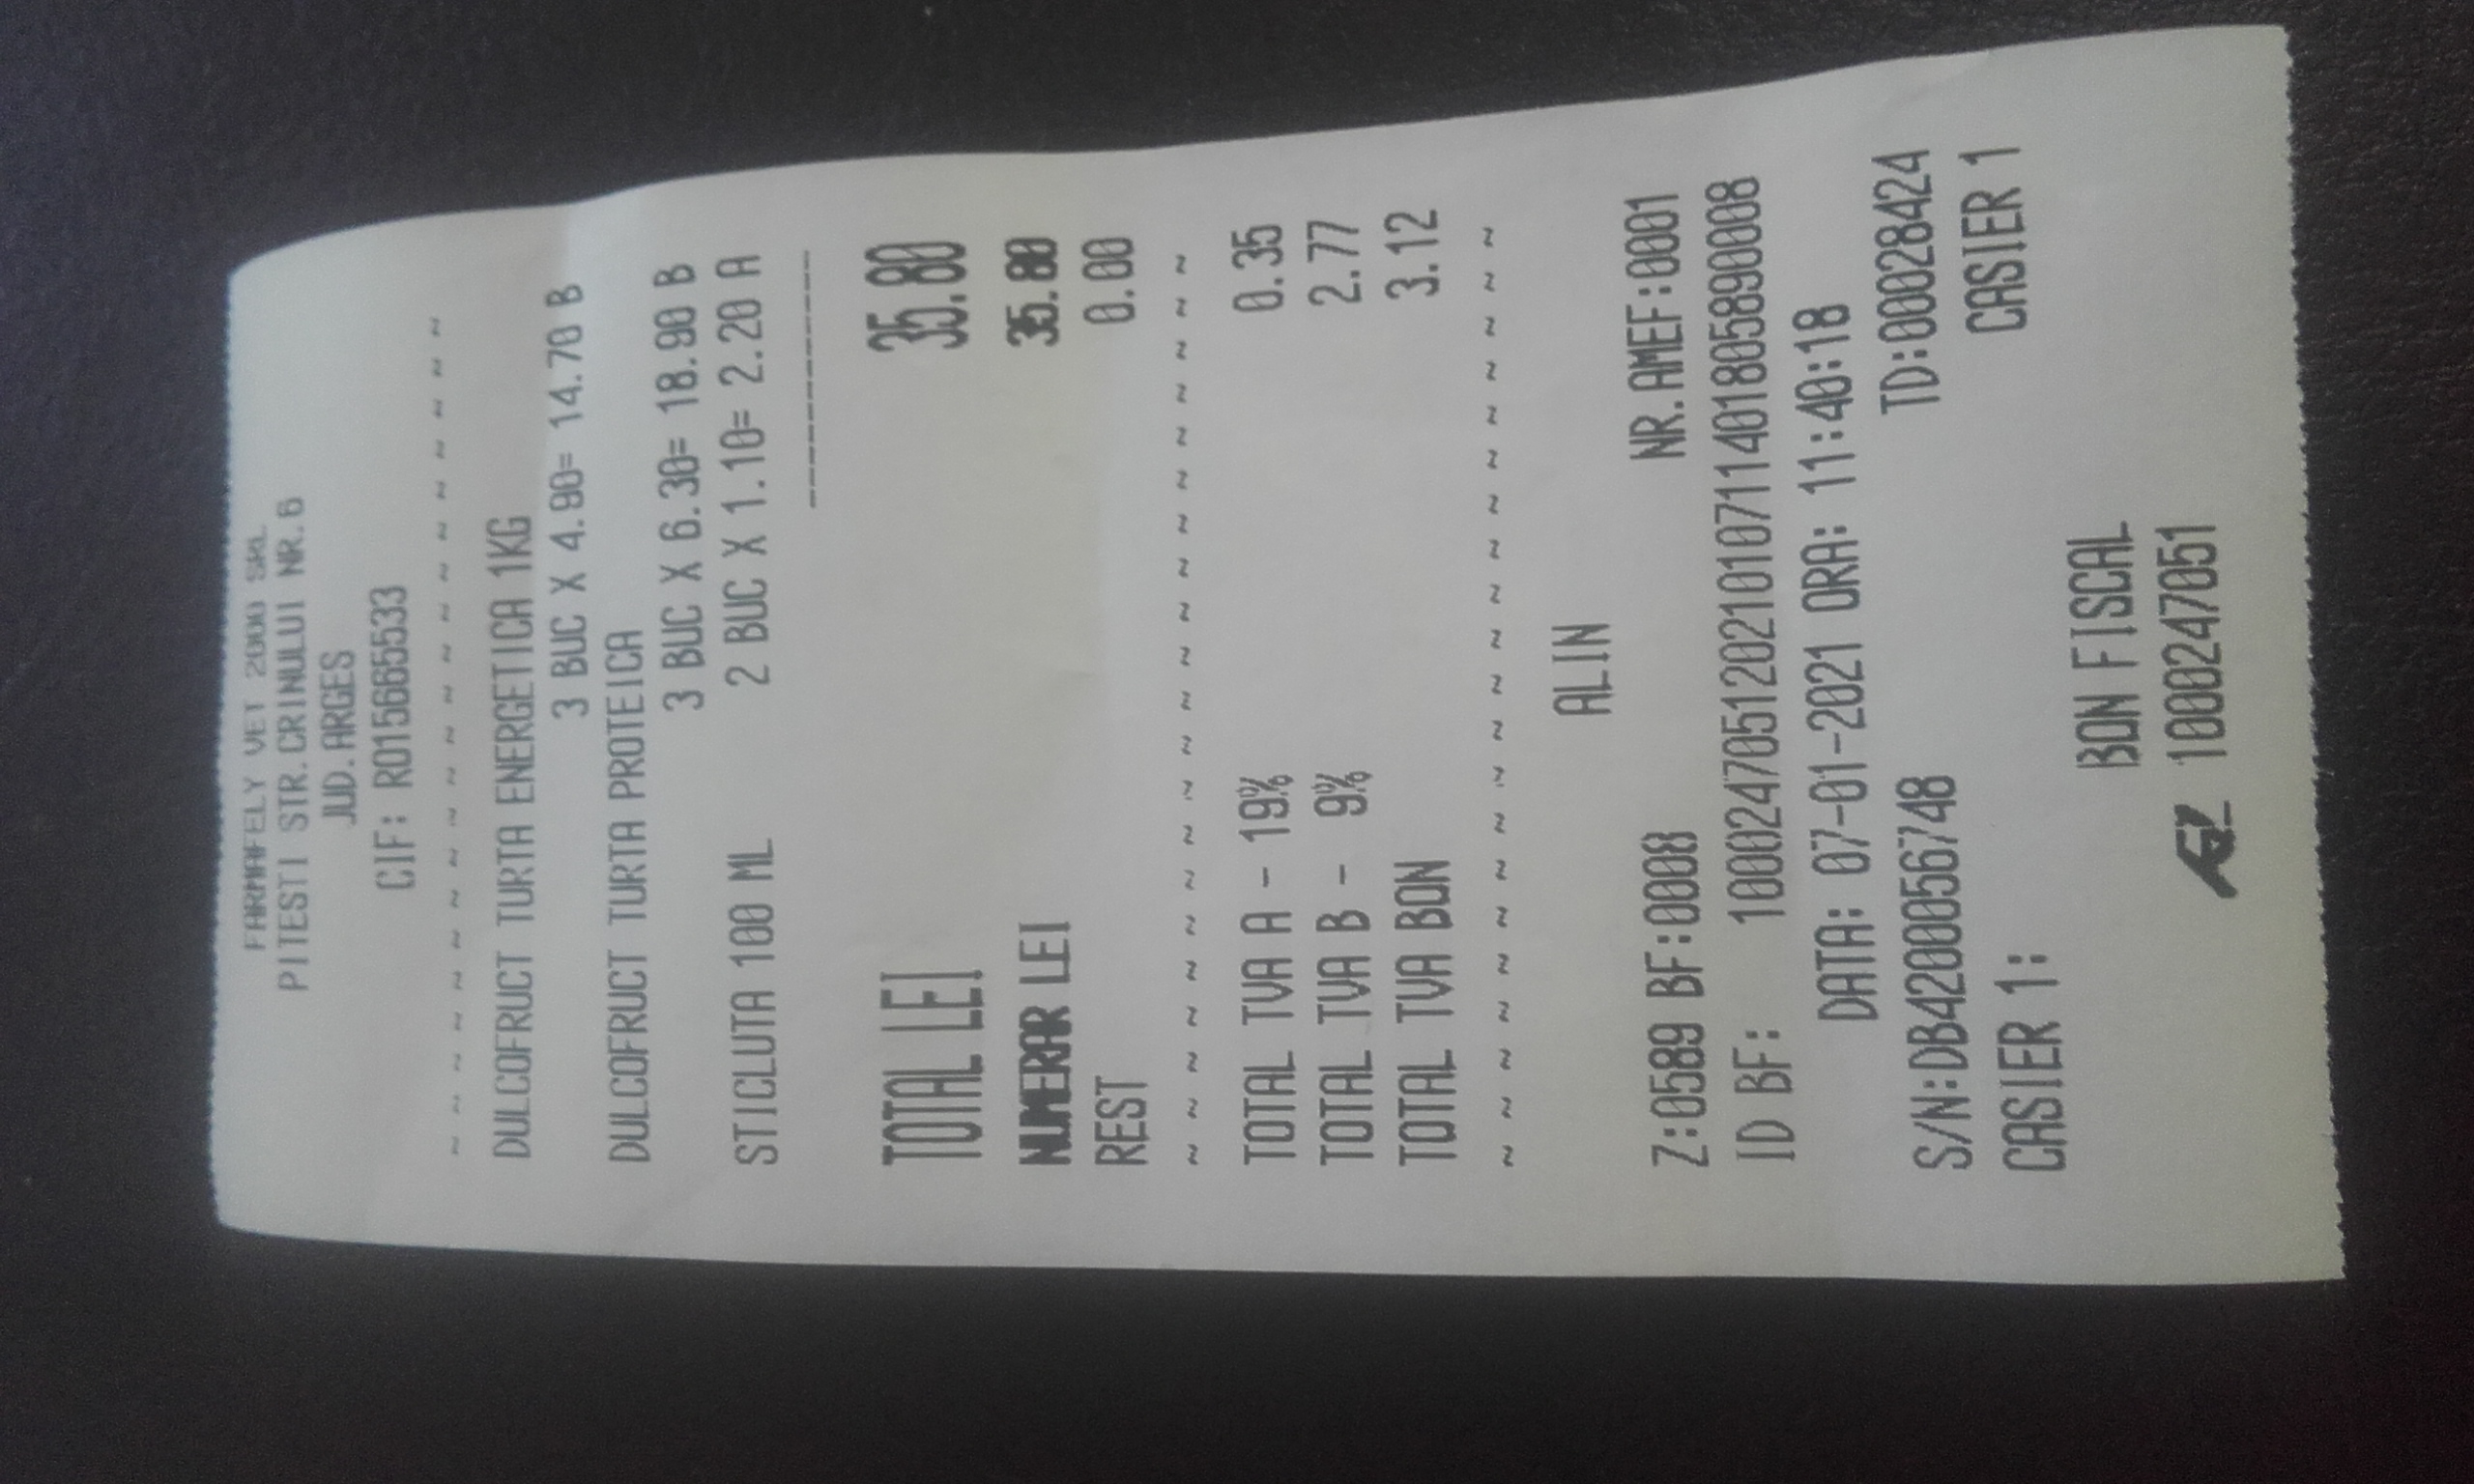 FARMAFELY VET 2000 SRL
PITESTI STR.CRINULUI NR.6
JUD.ARGES
CIF: RO15665533
~ ~ ~ ~ ~ ~ ~ ~ ~ ~ ~ ~ ~ ~ ~ ~ ~ ~ ~ ~ ~
DULCOFRUCT TURTA ENERGETICA 1KG
3 BUC X 4.90= 14.70 B
DULCOFRUCT TURTA PROTEICA
3 BUC X 6.30= 18.90 B
STICLUTA 100 ML 2 BUC X 1.10= 2.20 A
------------
TOTAL LEI 35.80
NUMERAR LEI 35.80
REST 0.00
~ ~ ~ ~ ~ ~ ~ ~ ~ ~ ~ ~ ~ ~ ~ ~ ~ ~ ~ ~ ~
TOTAL TVA A - 19% 0.35
TOTAL TVA B - 9% 2.77
TOTAL TVA BON 3.12
~ ~ ~ ~ ~ ~ ~ ~ ~ ~ ~ ~ ~ ~ ~ ~ ~ ~ ~ ~ ~
ALIN
Z:0589 BF:0008 NR.AMEF:0001
ID BF: 10002470512021010711401805890008
DATA: 07-01-2021 ORA: 11:40:18
S/N:DB4200056748 TD:00028424
CASIER 1: CASIER 1
BON FISCAL
1000247051